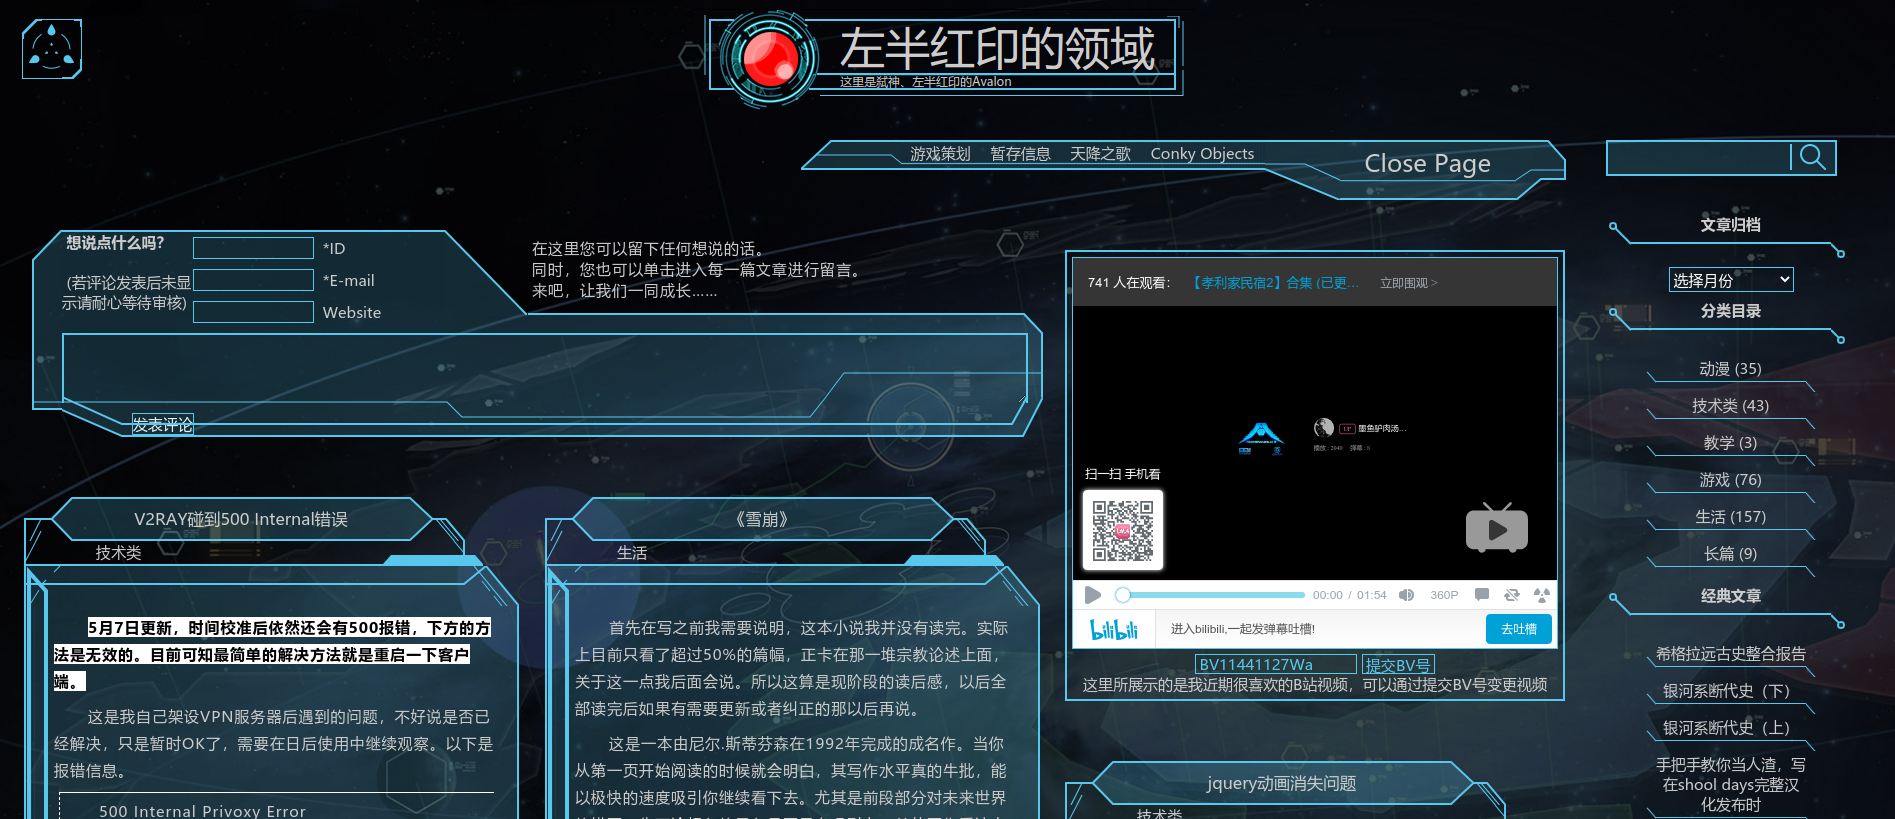 左半红印的领域
这里是弑神、左半红印的Avalon
游戏策划 暂存信息 天降之歌 Conky Objects
Close Page
想说点什么吗?
(若评论发表后未显
示请耐心等待审核)
*ID
*E-mail
Website
发表评论
在这里您可以留下任何想说的话。
同时，您也可以单击进入每一篇文章进行留言。
来吧，让我们一同成长……
V2RAY碰到500 Internal错误
技术类
5月7日更新，时间校准后依然还会有500报错，下方的方
法是无效的。目前可知最简单的解决方法就是重启一下客户
端。
这是我自己架设VPN服务器后遇到的问题，不好说是否已
经解决，只是暂时OK了，需要在日后使用中继续观察。以下是
报错信息。
500 Internal Privoxy Error
《雪崩》
生活
首先在写之前我需要说明，这本小说我并没有读完。实际
上目前只看了超过50%的篇幅，正卡在那一堆宗教论述上面，
关于这一点我后面会说。所以这算是现阶段的读后感，以后全
部读完后如果有需要更新或者纠正的那以后再说。
这是一本由尼尔.斯蒂芬森在1992年完成的成名作。当你
从第一页开始阅读的时候就会明白，其写作水平真的牛批，能
以极快的速度吸引你继续看下去。尤其是前段部分对未来世界
741 人在观看：
【孝利家民宿2】合集 (已更...
立即围观 >
UP 墨鱼驴肉汤...
播放 : 2040 弹幕 : 8
扫一扫 手机看
00:00 / 01:54
360P
bilibili
进入bilibili,一起发弹幕吐槽!
去吐槽
BV11441127Wa
提交BV号
这里所展示的是我近期很喜欢的B站视频，可以通过提交BV号变更视频
jquery动画消失问题
技术类
文章归档
选择月份
分类目录
动漫 (35)
技术类 (43)
教学 (3)
游戏 (76)
生活 (157)
长篇 (9)
经典文章
希格拉远古史整合报告
银河系断代史（下）
银河系断代史（上）
手把手教你当人渣，写
在shool days完整汉
化发布时